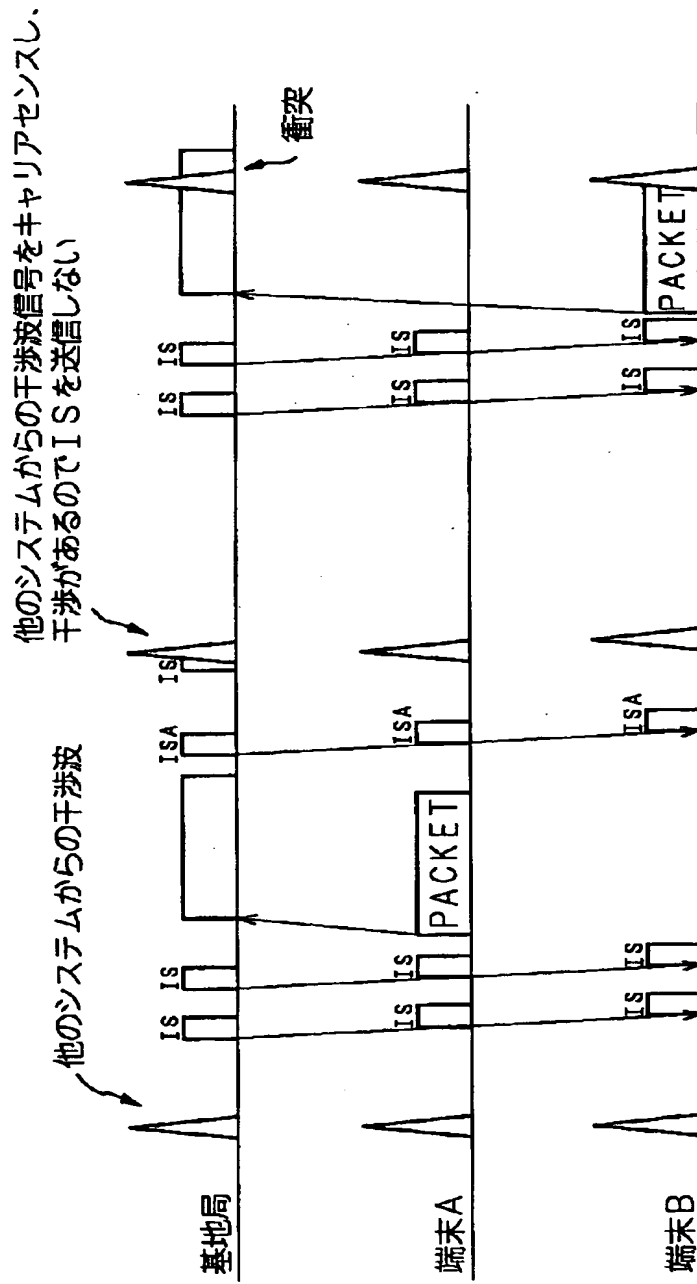 他のシステムからの干渉波
他のシステムからの干渉波信号をキャリアセンスし、
干渉があるのでISを送信しない
基地局
IS
IS
ISA
IS
IS
IS
衝突
端末A
IS
IS
PACKET
ISA
IS
IS
端末B
IS
IS
ISA
IS
IS
PACKET